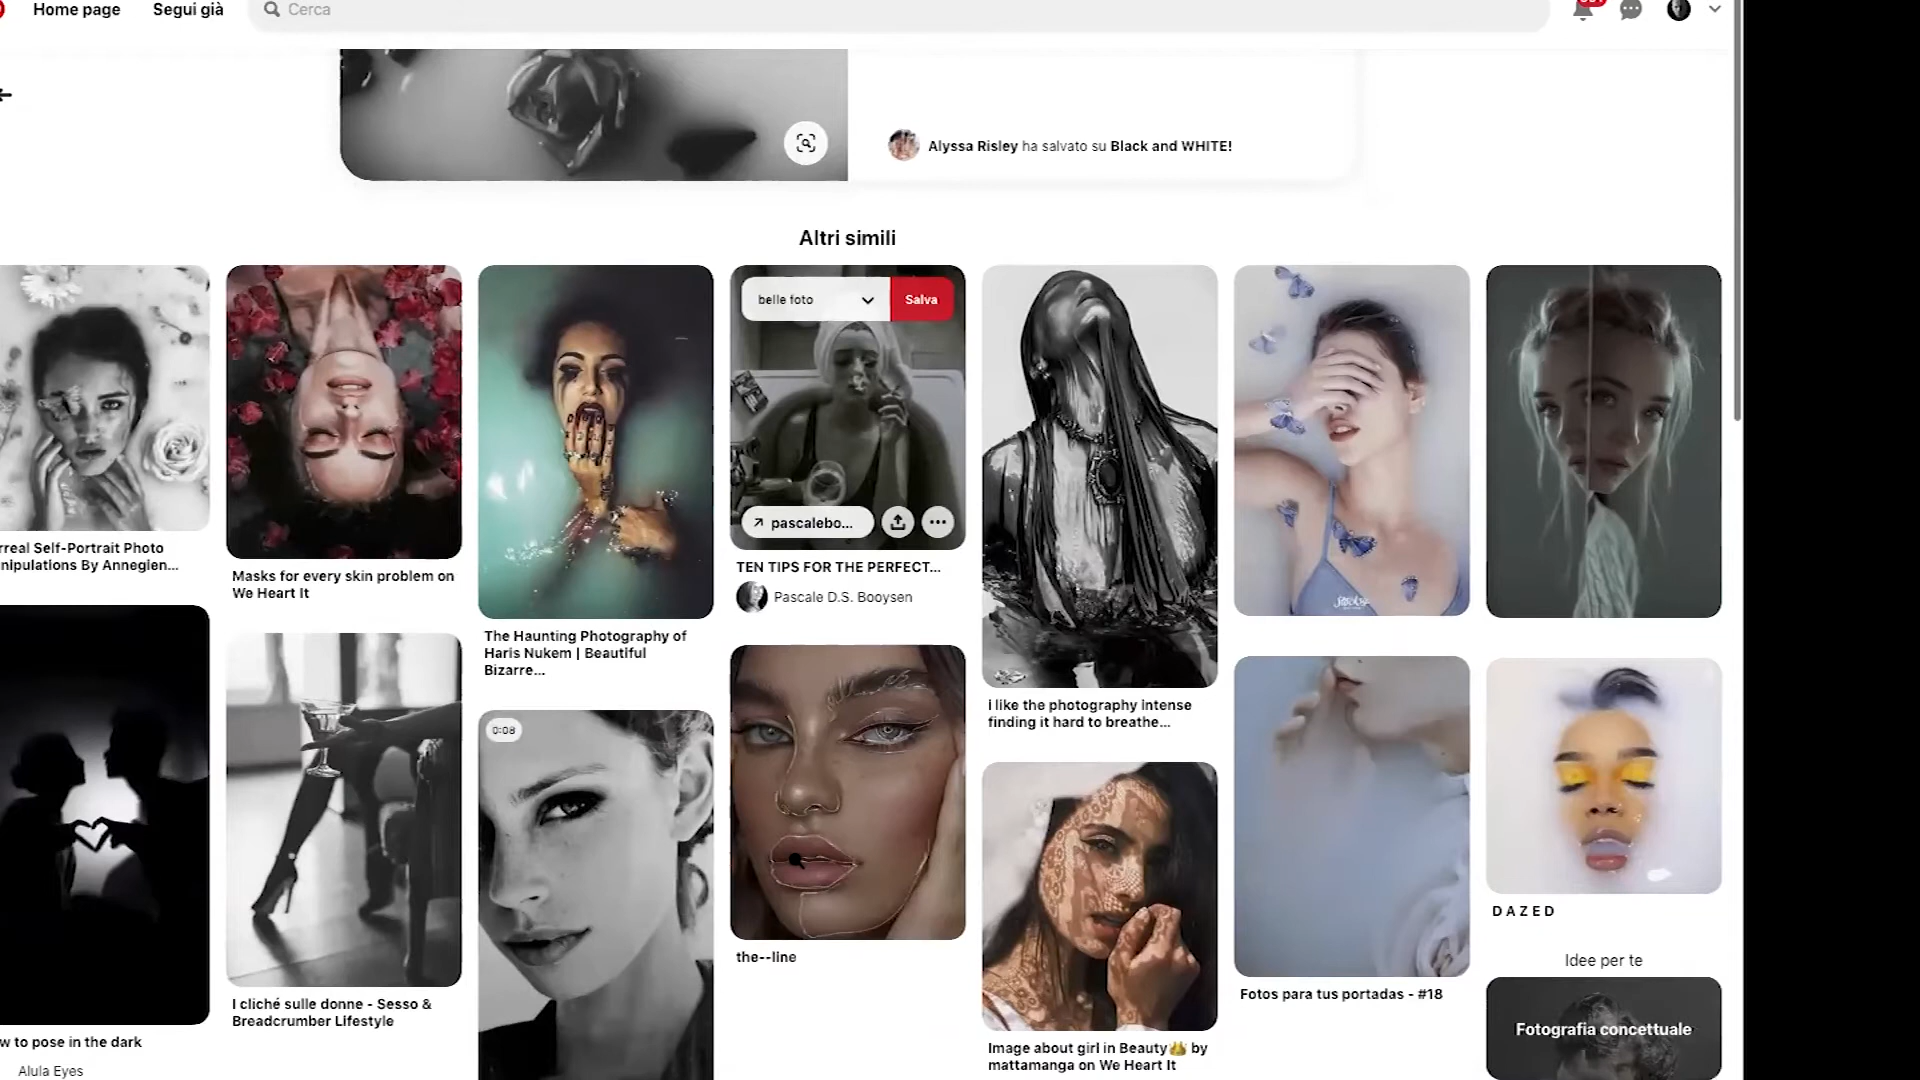 Home page
Segui già
Cerca
Alyssa Risley ha salvato su Black and WHITE!
Altri simili
rreal Self-Portrait Photo
nipulations By Annegien...
w to pose in the dark
Alula Eyes
Masks for every skin problem on
We Heart It
I cliché sulle donne - Sesso &
Breadcrumber Lifestyle
The Haunting Photography of
Haris Nukem | Beautiful
Bizarre...
0:08
belle foto
Salva
pascalebo...
TEN TIPS FOR THE PERFECT...
Pascale D.S. Booysen
the--line
i like the photography intense
finding it hard to breathe...
Image about girl in Beauty👑 by
mattamanga on We Heart It
Fotos para tus portadas - #18
D A Z E D
Idee per te
Fotografia concettuale